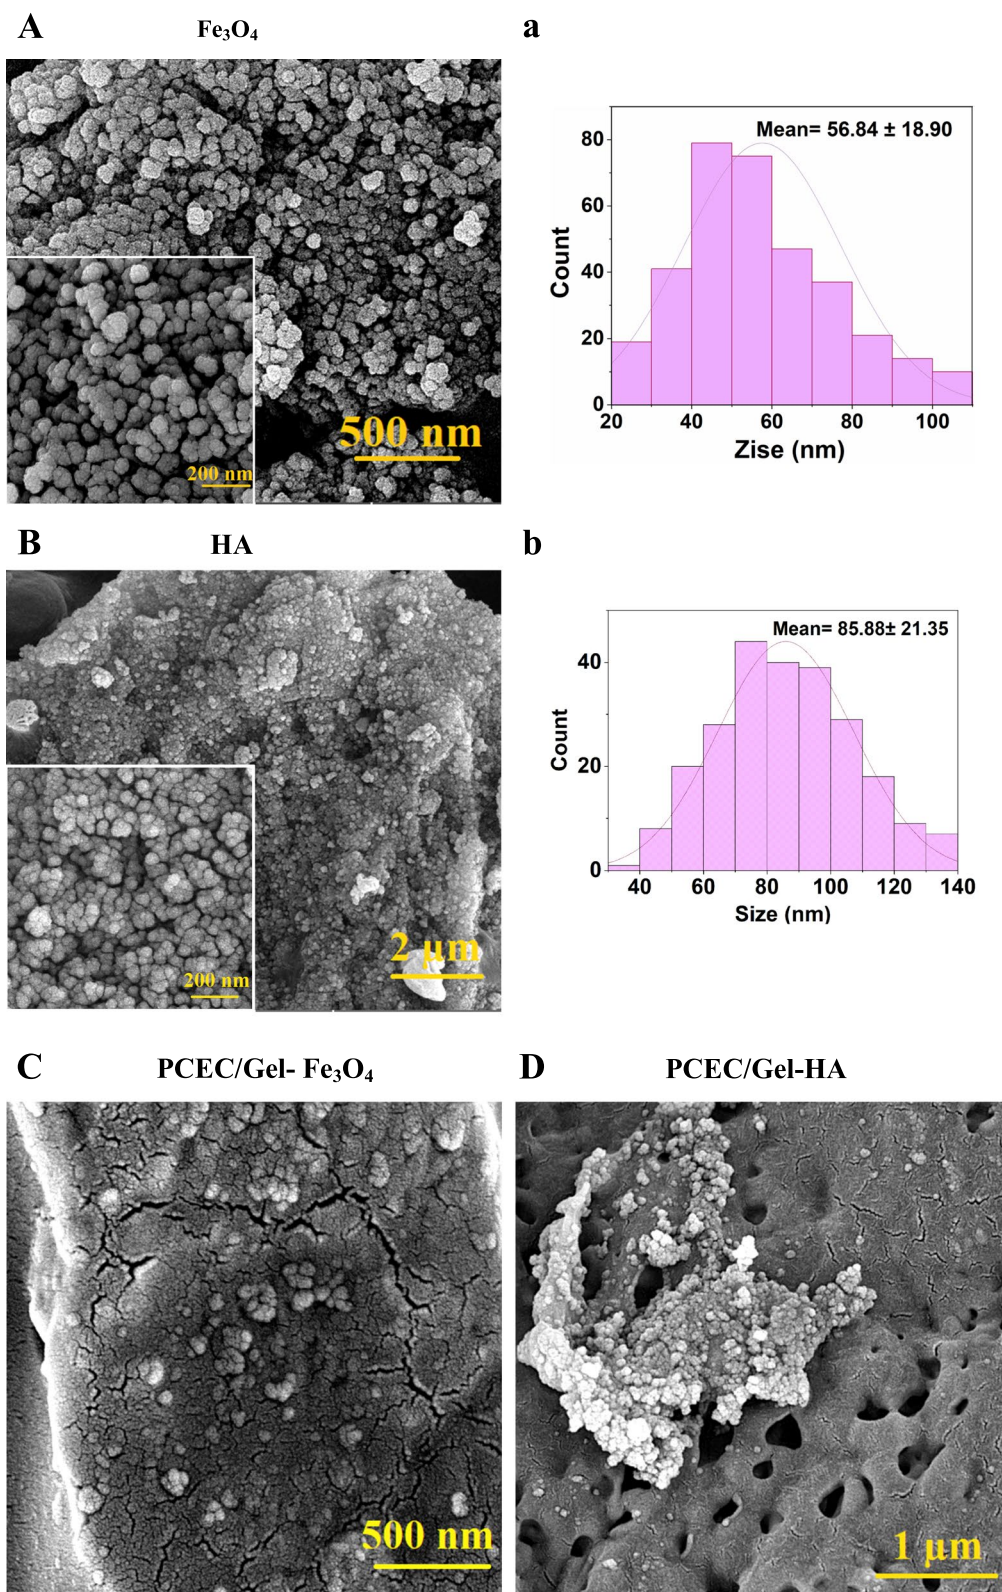 A
Fe₃O₄
a
500 nm
200 nm
Mean= 56.84 ± 18.90
80
60
40
20
0
Count
20 40 60 80 100
Zise (nm)
B
HA
b
2 μm
200 nm
Mean= 85.88± 21.35
40
20
0
Count
40 60 80 100 120 140
Size (nm)
C
PCEC/Gel- Fe₃O₄
D
PCEC/Gel-HA
500 nm
1 μm